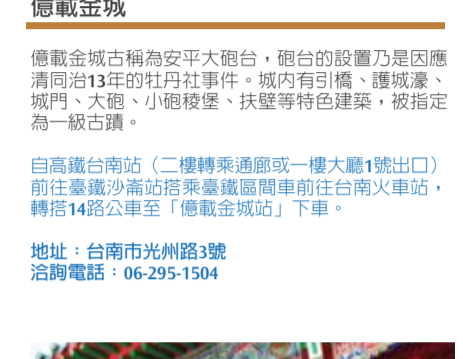 億載金城
億載金城古稱為安平大砲台，砲台的設置乃是因應
清同治13年的牡丹社事件。城内有引橋、護城濠、
城門、大砲、小砲稜堡、扶壁等特色建築，被指定
為一級古蹟。
自高鐵台南站（二樓轉乘通廊或一樓大廳1號出口）
前往臺鐵沙崙站搭乘臺鐵區間車前往台南火車站，
轉搭14路公車至「億載金城站」下車。
地址：台南市光州路3號
洽詢電話：06-295-1504